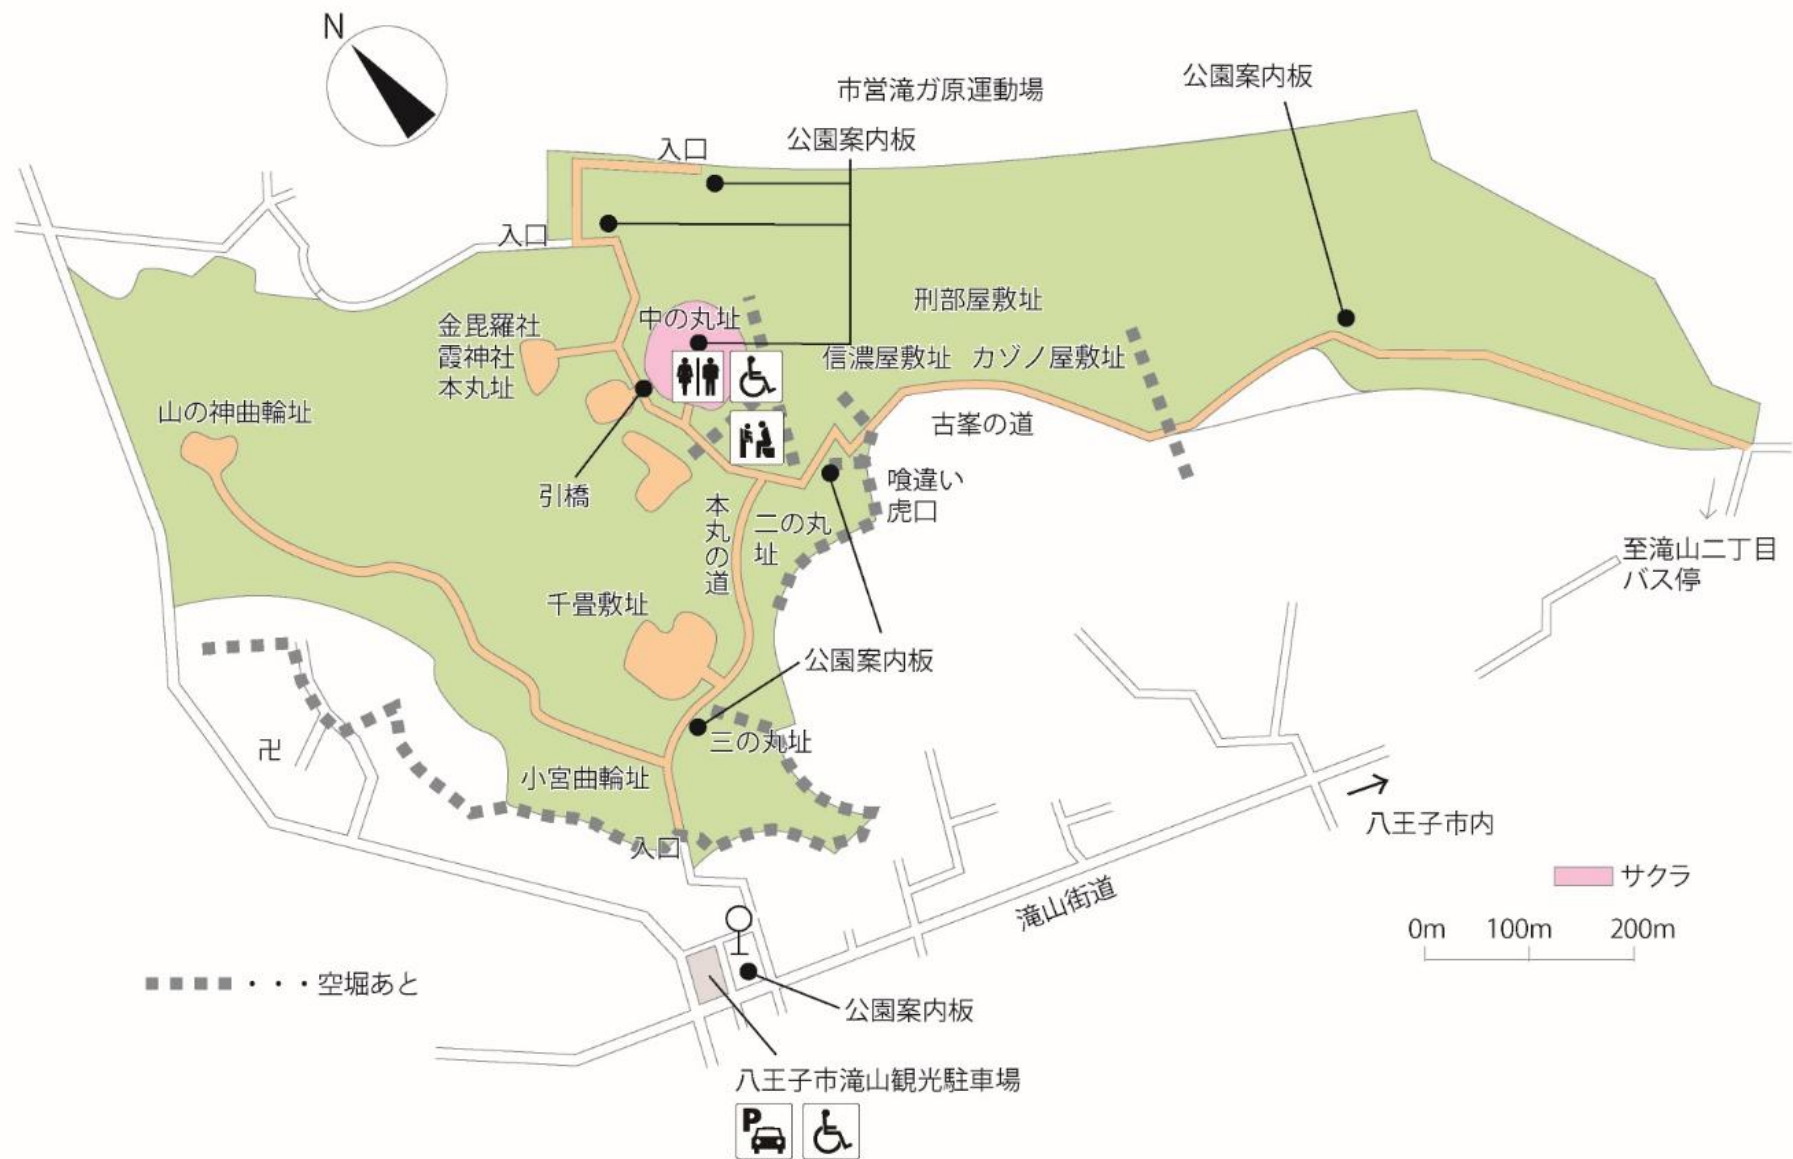 N
市営滝ガ原運動場
公園案内板
公園案内板
入口
入口
刑部屋敷址
中の丸址
金毘羅社
霞神社
本丸址
信濃屋敷址
カゾノ屋敷址
山の神曲輪址
古峯の道
引橋
喰違い
虎口
本丸の道
二の丸
址
至滝山二丁目
バス停
千畳敷址
公園案内板
三の丸址
卍
小宮曲輪址
入口
八王子市内
サクラ
滝山街道
0m 100m 200m
・・・空堀あと
公園案内板
八王子市滝山観光駐車場
P